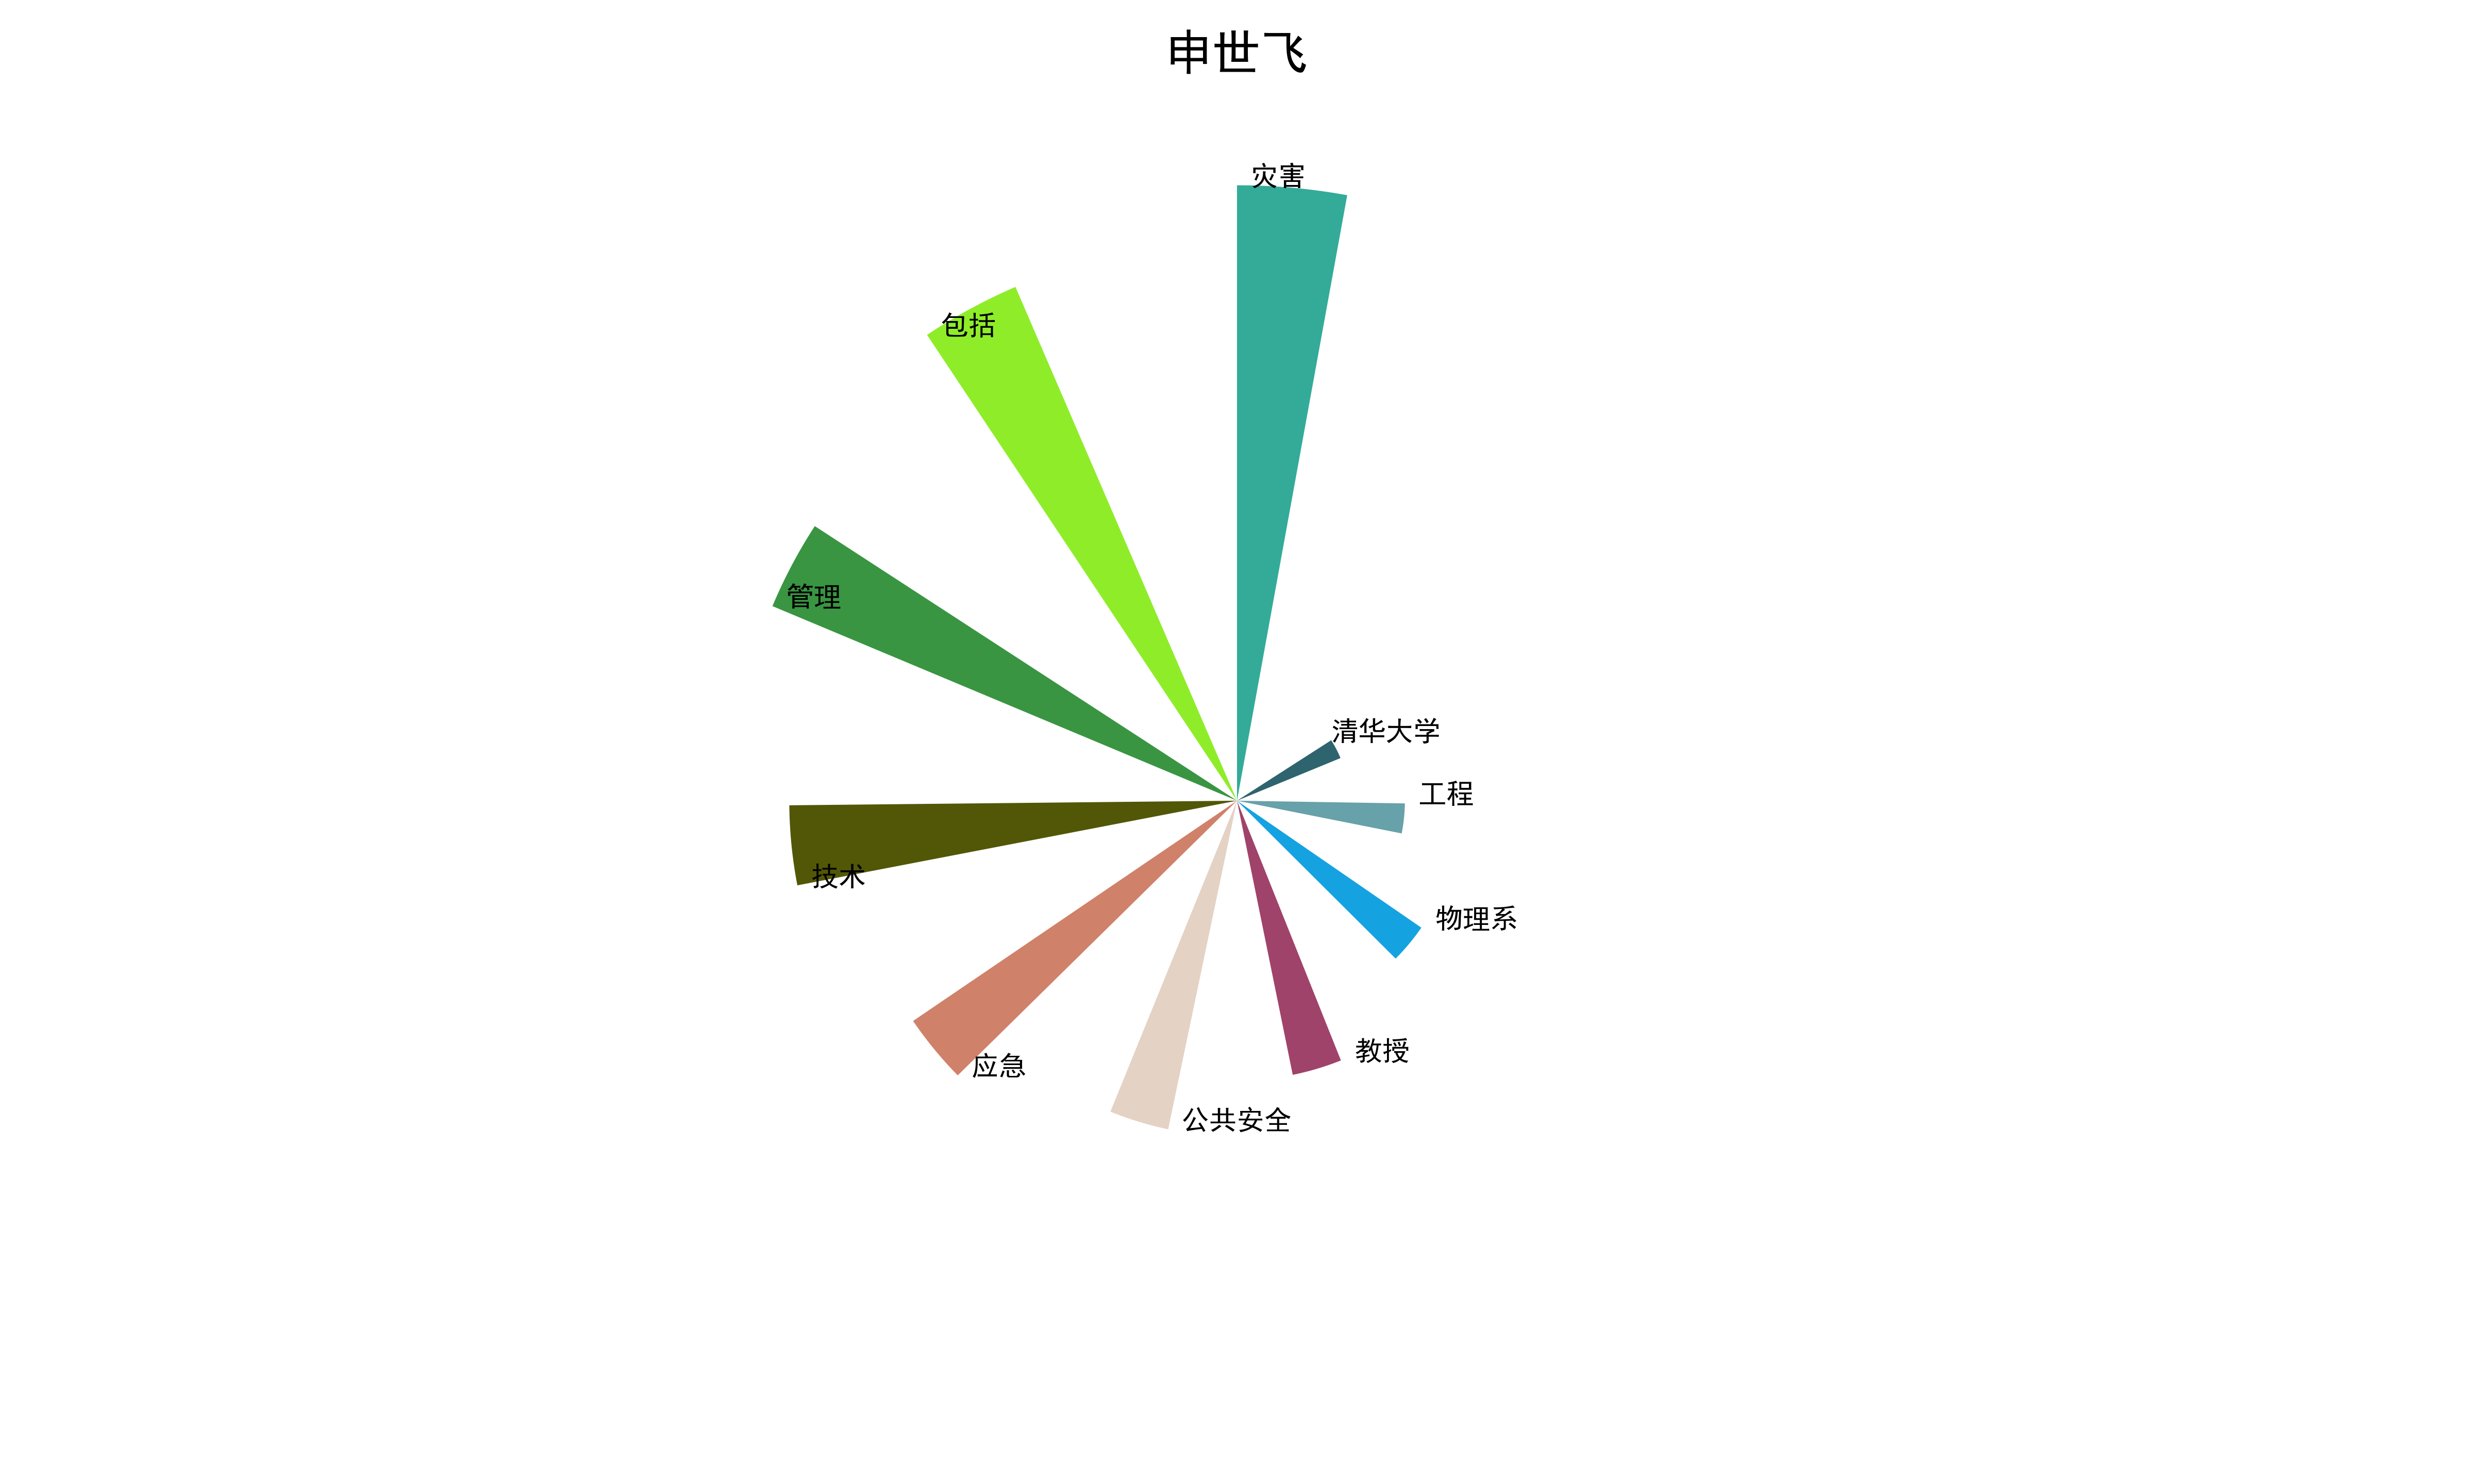 申世飞
灾害
包括
管理
清华大学
工程
技术
物理系
教授
应急
公共安全